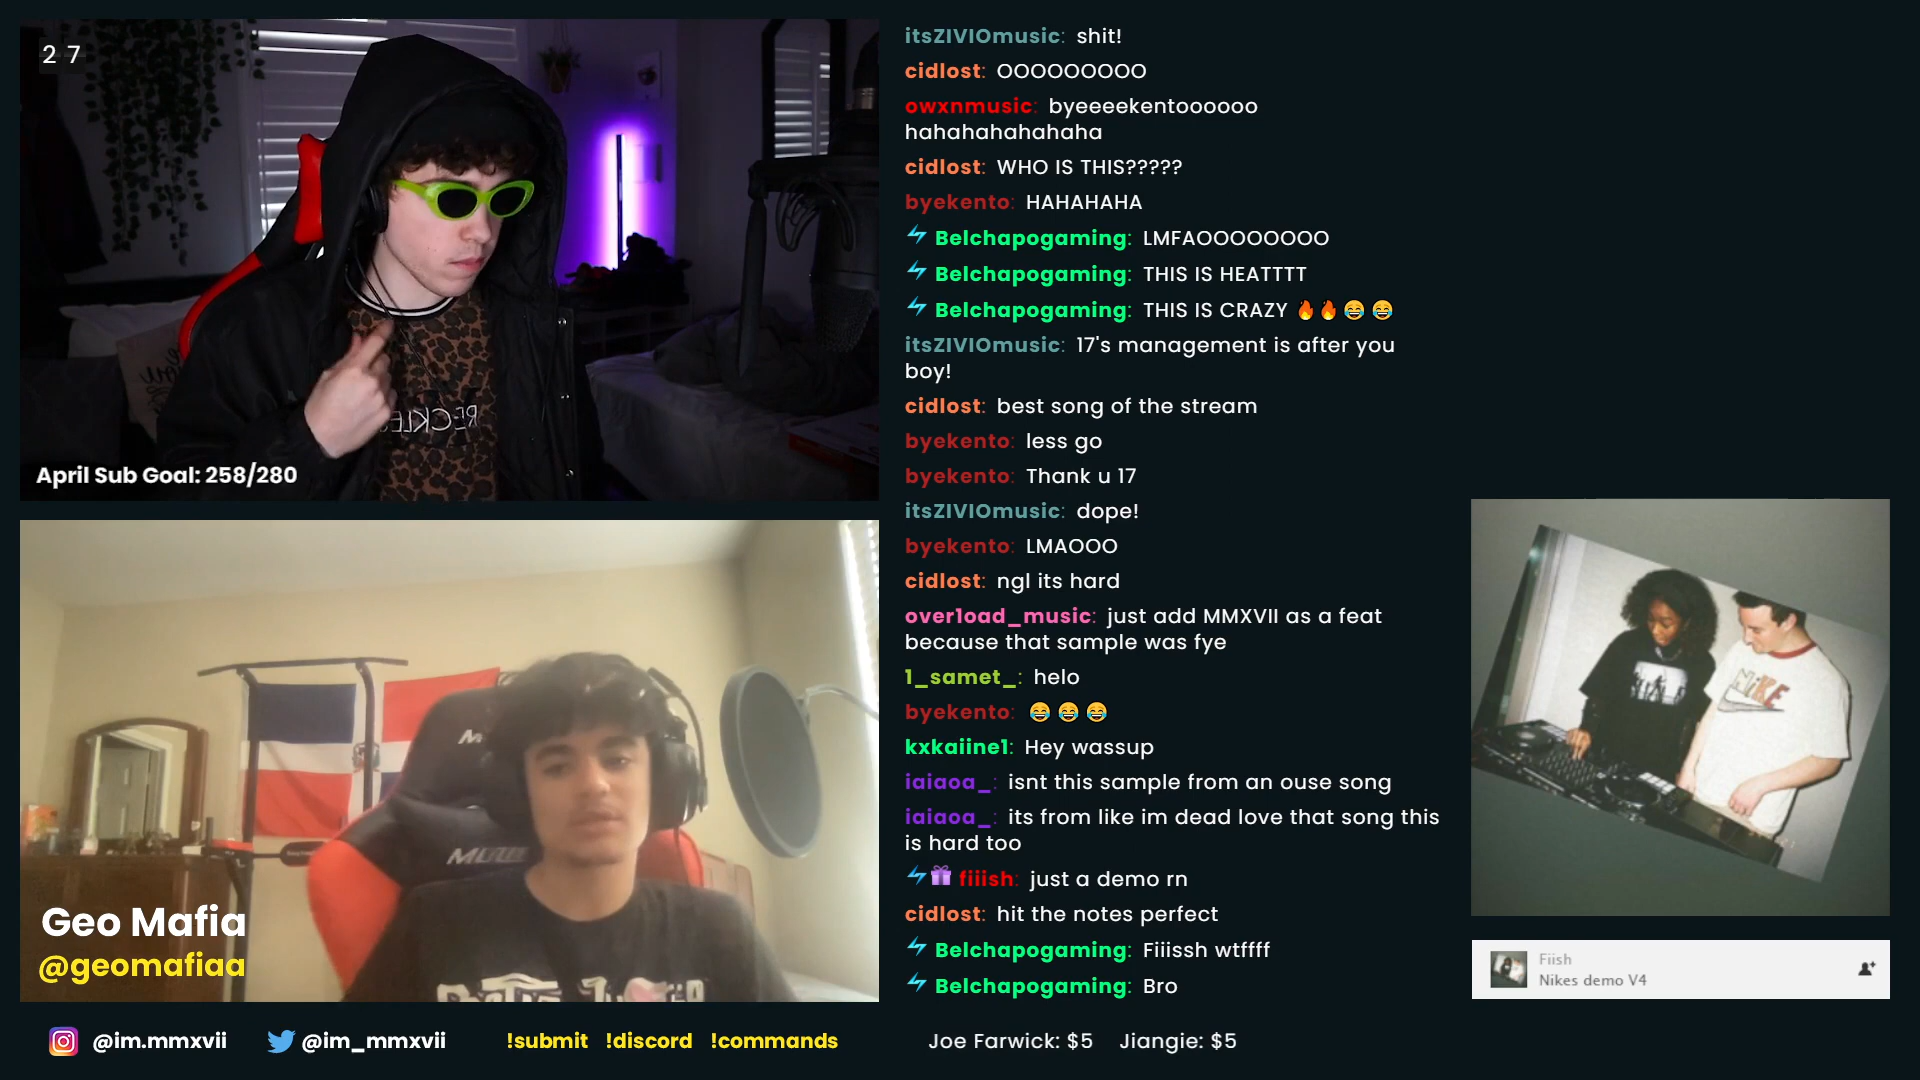 2 7
RECKLES
April Sub Goal: 258/280
Geo Mafia
@geomafiaa
@im.mmxvii
@im_mmxvii
!submit
!discord
!commands
itsZIVIOmusic: shit!
cidlost: OOOOOOOOO
owxnmusic: byeeeekentoooooo
hahahahahahaha
cidlost: WHO IS THIS?????
byekento: HAHAHAHA
Belchapogaming: LMFAOOOOOOOO
Belchapogaming: THIS IS HEATTTT
Belchapogaming: THIS IS CRAZY 🔥🔥😂😂
itsZIVIOmusic: 17's management is after you
boy!
cidlost: best song of the stream
byekento: less go
byekento: Thank u 17
itsZIVIOmusic: dope!
byekento: LMAOOO
cidlost: ngl its hard
over1oad_music: just add MMXVII as a feat
because that sample was fye
1_samet_: helo
byekento: 😂😂😂
kxkaiine1: Hey wassup
iaiaoa_: isnt this sample from an ouse song
iaiaoa_: its from like im dead love that song this
is hard too
fiiish: just a demo rn
cidlost: hit the notes perfect
Belchapogaming: Fiiissh wtffff
Belchapogaming: Bro
Joe Farwick: $5
Jiangie: $5
NIKE
Fiish
Nikes demo V4